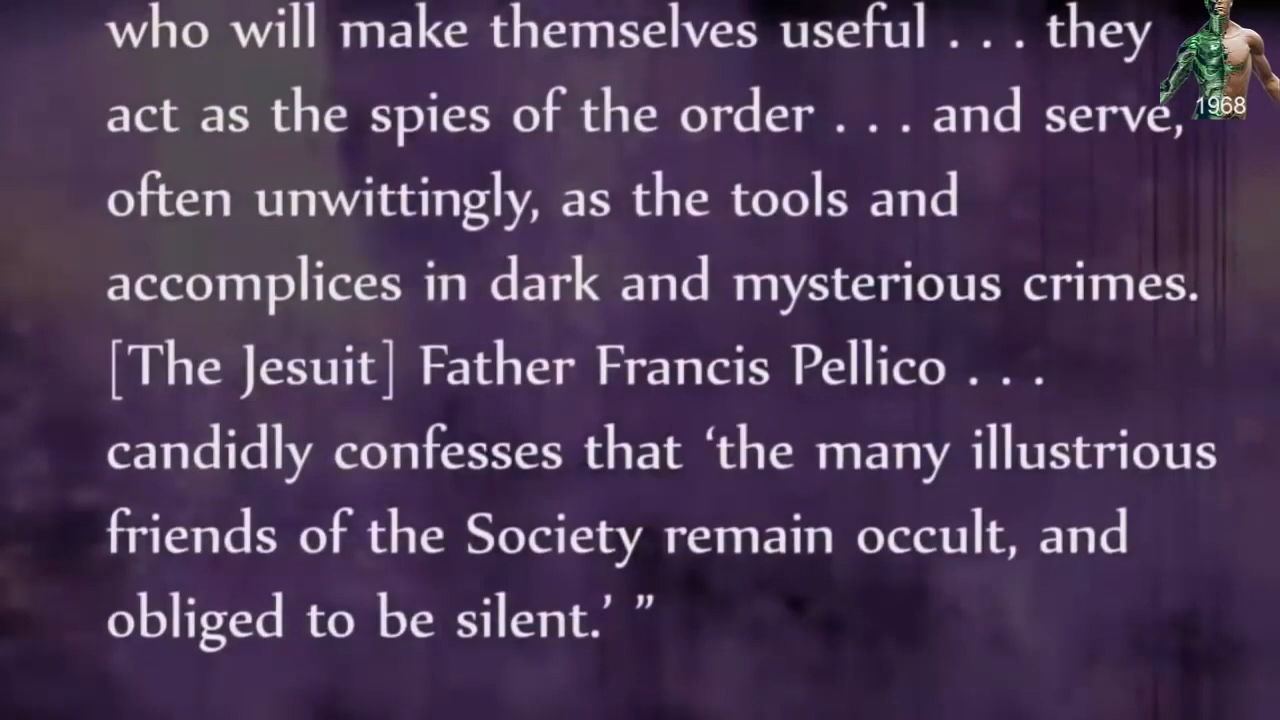 who will make themselves useful . . . they
act as the spies of the order . . . and serve,
often unwittingly, as the tools and
accomplices in dark and mysterious crimes.
[The Jesuit] Father Francis Pellico . . .
candidly confesses that ‘the many illustrious
friends of the Society remain occult, and
obliged to be silent.’ ”
1968